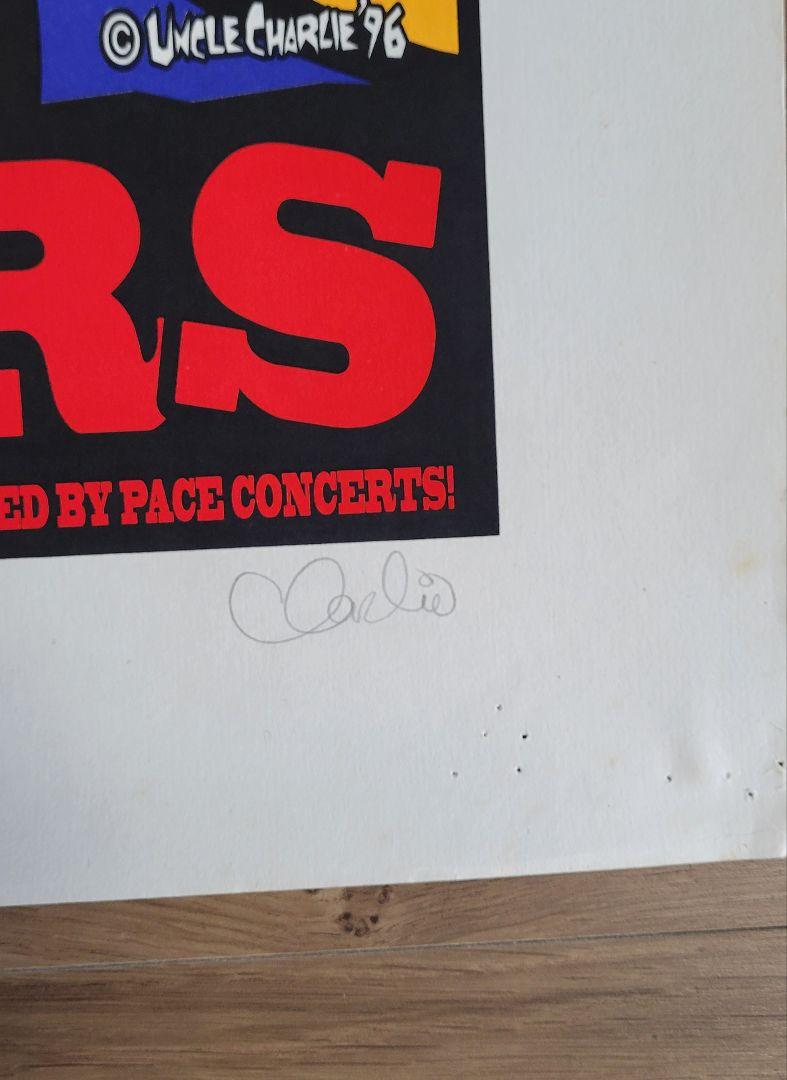 © UNCLE CHARLIE '96
RS
ED BY PACE CONCERTS!
Charlie